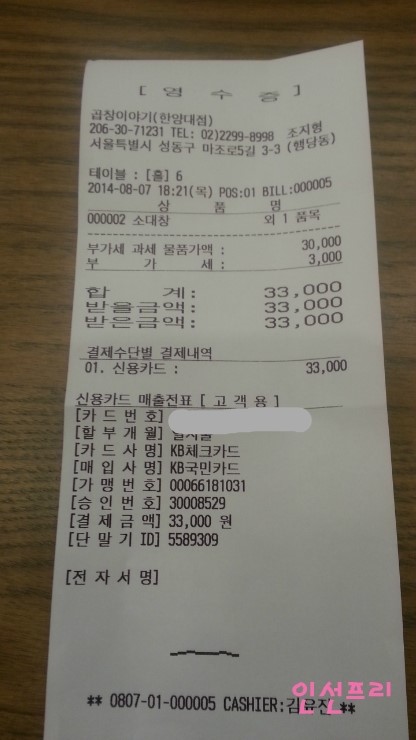 [ 영 수 증 ]
곱창이야기(한양대점)
206-30-71231 TEL: 02)2299-8998 조지형
서울특별시 성동구 마조로5길 3-3 (행당동)
테이블 : [홀] 6
2014-08-07 18:21(목) POS:01 BILL:000005
상 품 명
000002 소대창 외 1 품목
부가세 과세 물품가액 : 30,000
부 가 세 : 3,000
합 계: 33,000
받을금액: 33,000
받은금액: 33,000
결제수단별 결제내역
01. 신용카드 : 33,000
신용카드 매출전표 [ 고 객 용 ]
[카 드 번 호]
[할 부 개 월] 일시불
[카 드 사 명] KB체크카드
[매 입 사 명] KB국민카드
[가 맹 번 호] 00066181031
[승 인 번 호] 30008529
[결 제 금 액] 33,000 원
[단 말 기 ID] 5589309
[전 자 서 명]
** 0807-01-000005 CASHIER:김유진 **
인선프리